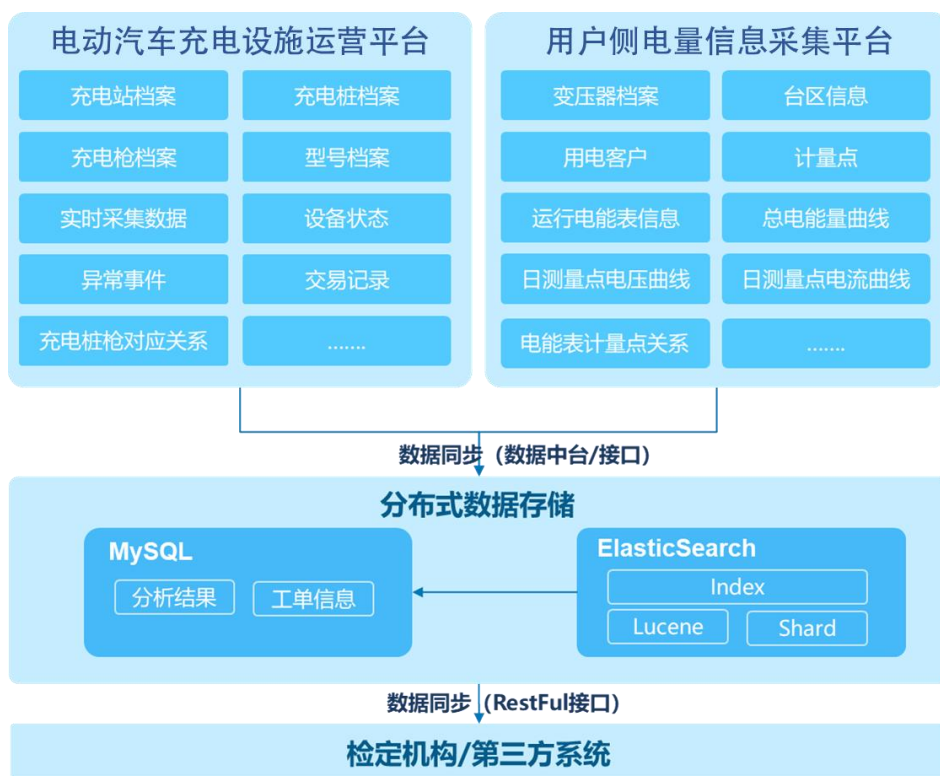 电动汽车充电设施运营平台
充电站档案 充电桩档案
充电枪档案 型号档案
实时采集数据 设备状态
异常事件 交易记录
充电桩枪对应关系 .......
用户侧电量信息采集平台
变压器档案 台区信息
用电客户 计量点
运行电能表信息 总电能量曲线
日测量点电压曲线 日测量点电流曲线
电能表计量点关系 .......
数据同步（数据中台/接口）
分布式数据存储
MySQL
分析结果 工单信息
ElasticSearch
Index
Lucene Shard
数据同步（RestFul接口）
检定机构/第三方系统